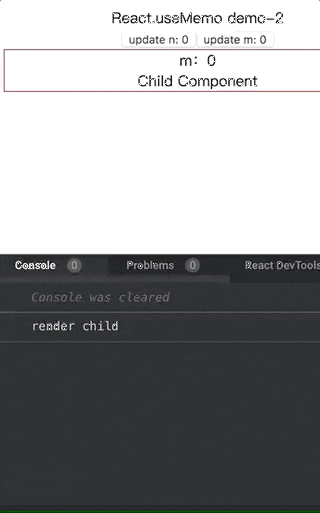 React.useMemo demo-2
update n: 0 update m: 0
m: 0
Child Component
Console 0 Problems 0 React DevTools
Console was cleared
render child